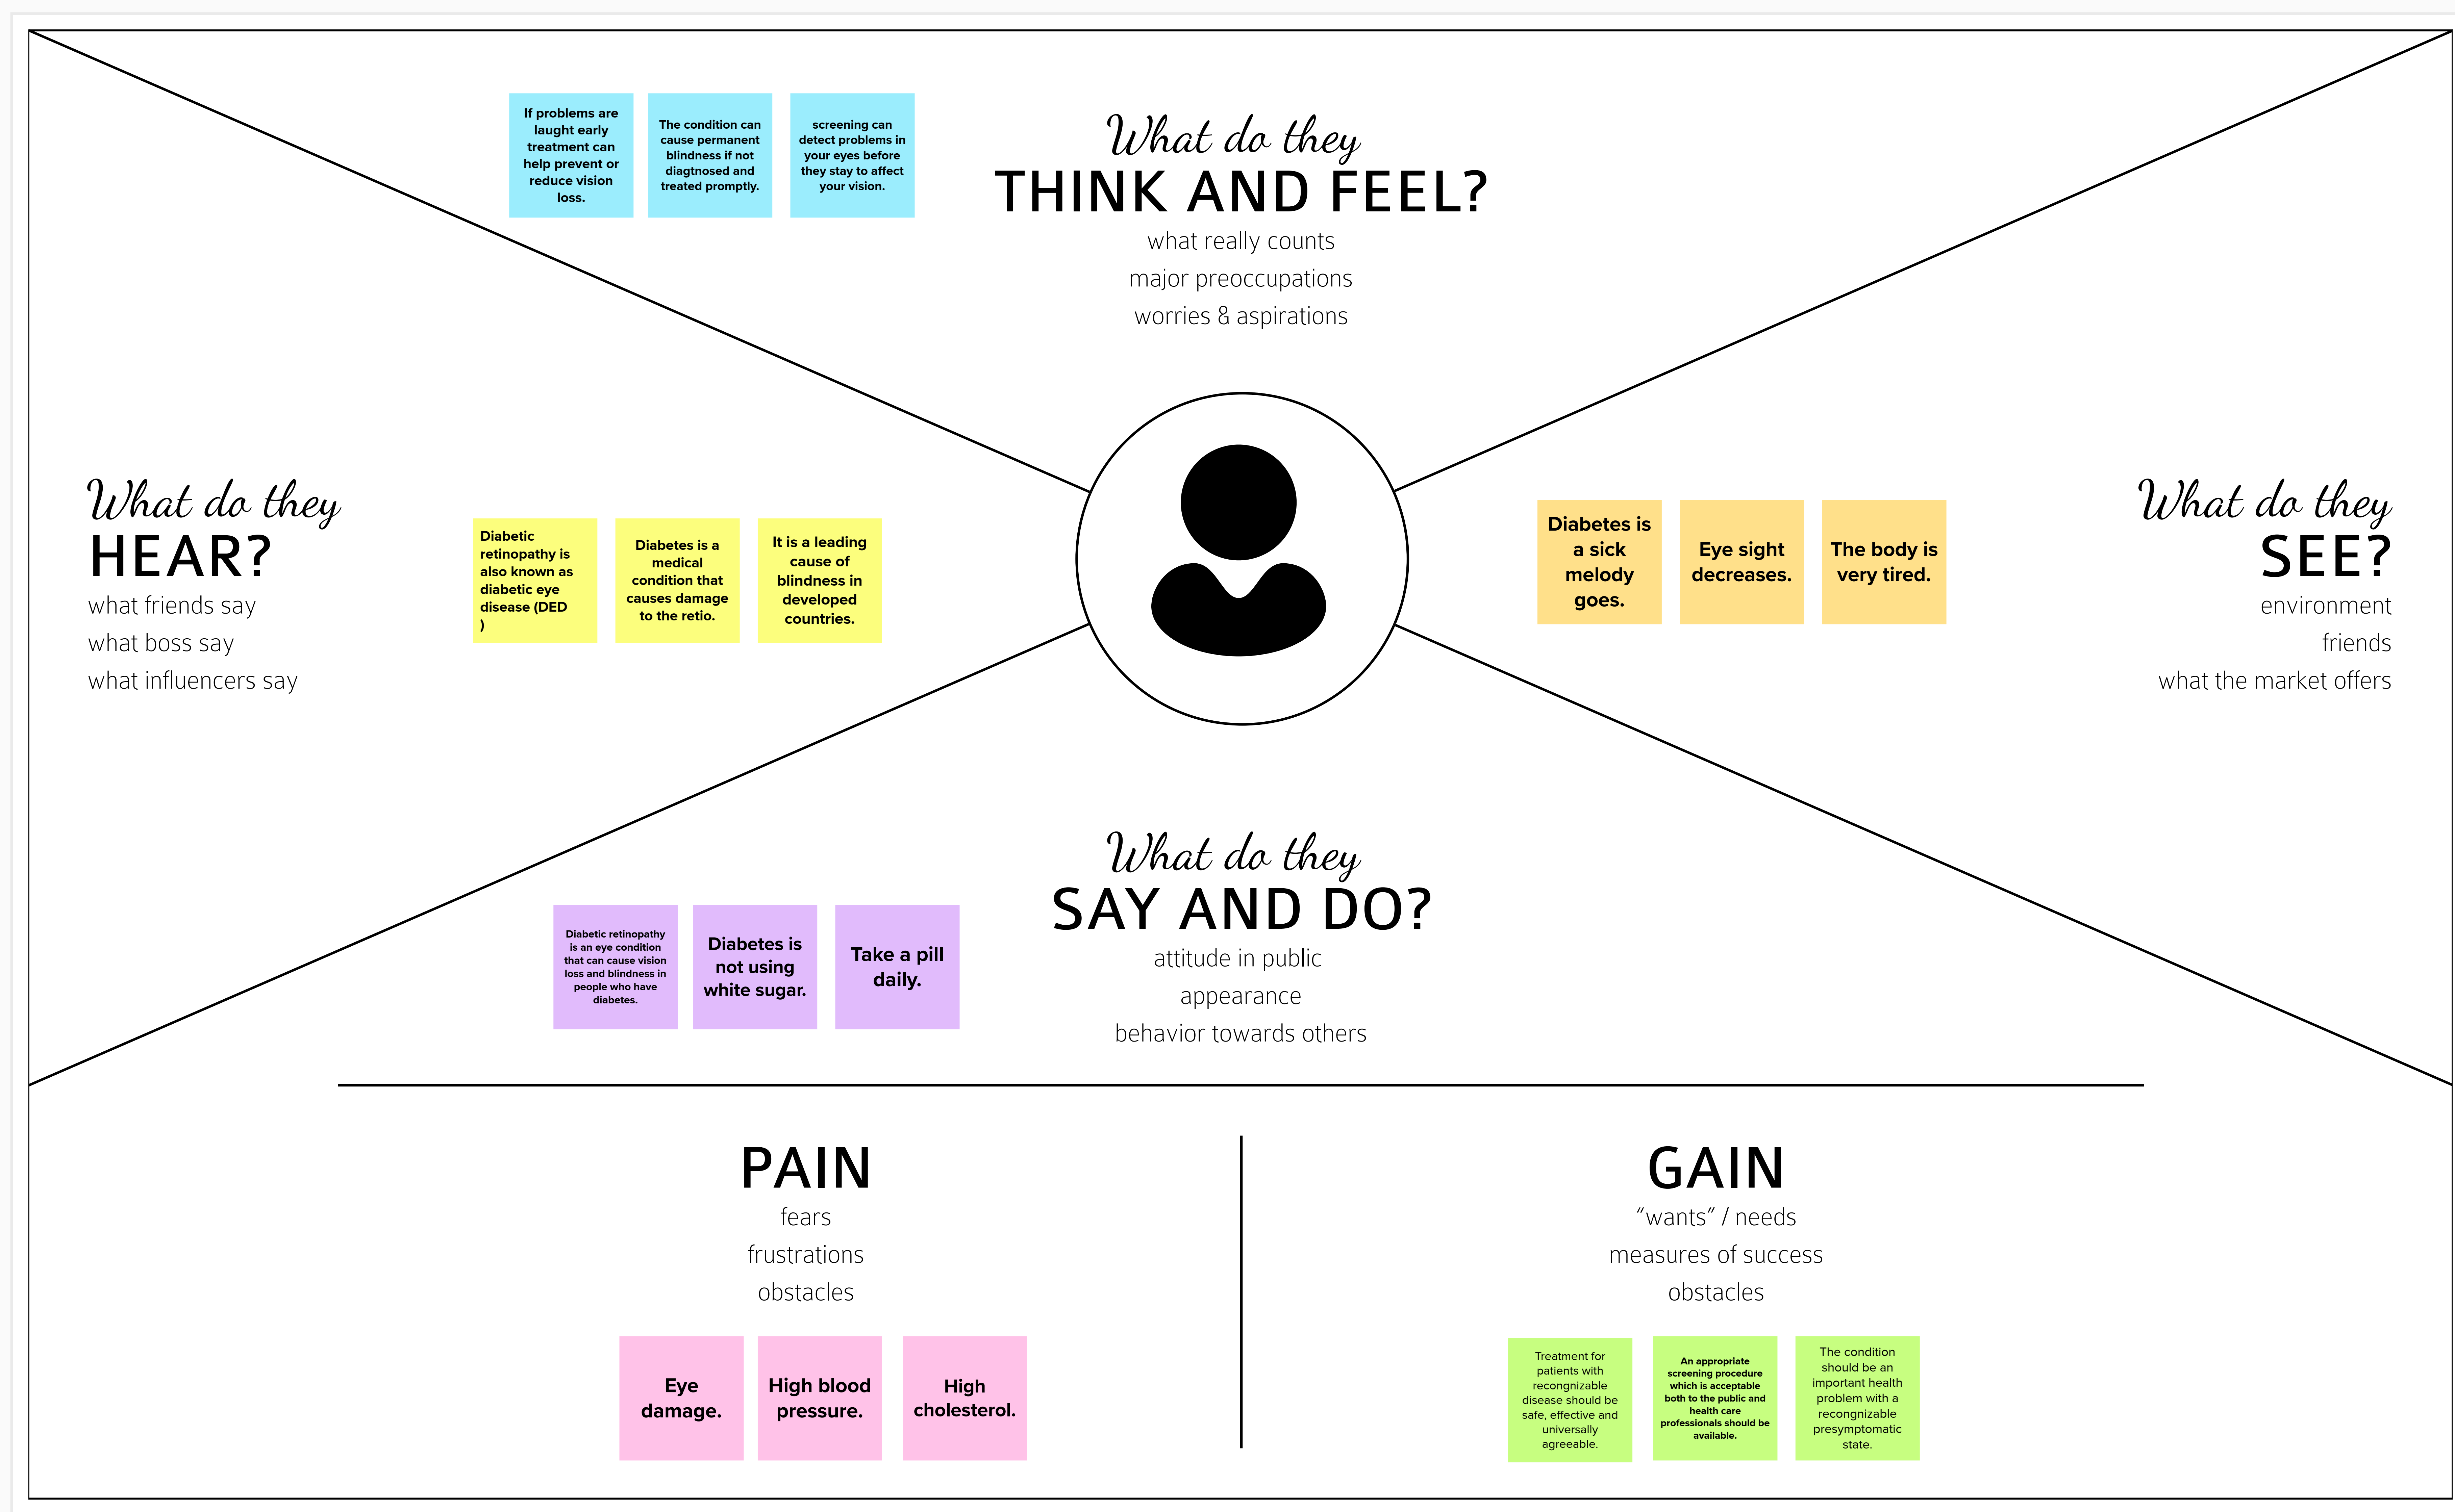 If problems are
laught early
treatment can
help prevent or
reduce vision
loss.
The condition can
cause permanent
blindness if not
diagtnosed and
treated promptly.
screening can
detect problems in
your eyes before
they stay to affect
your vision.
What do they
THINK AND FEEL?
what really counts
major preoccupations
worries & aspirations
What do they
HEAR?
what friends say
what boss say
what influencers say
Diabetic
retinopathy is
also known as
diabetic eye
disease (DED
)
Diabetes is a
medical
condition that
causes damage
to the retio.
It is a leading
cause of
blindness in
developed
countries.
Diabetes is
a sick
melody
goes.
Eye sight
decreases.
The body is
very tired.
What do they
SEE?
environment
friends
what the market offers
What do they
SAY AND DO?
attitude in public
appearance
behavior towards others
Diabetic retinopathy
is an eye condition
that can cause vision
loss and blindness in
people who have
diabetes.
Diabetes is
not using
white sugar.
Take a pill
daily.
PAIN
fears
frustrations
obstacles
Eye
damage.
High blood
pressure.
High
cholesterol.
GAIN
“wants” / needs
measures of success
obstacles
Treatment for
patients with
recongnizable
disease should be
safe, effective and
universally
agreeable.
An appropriate
screening procedure
which is acceptable
both to the public and
health care
professionals should be
available.
The condition
should be an
important health
problem with a
recongnizable
presymptomatic
state.